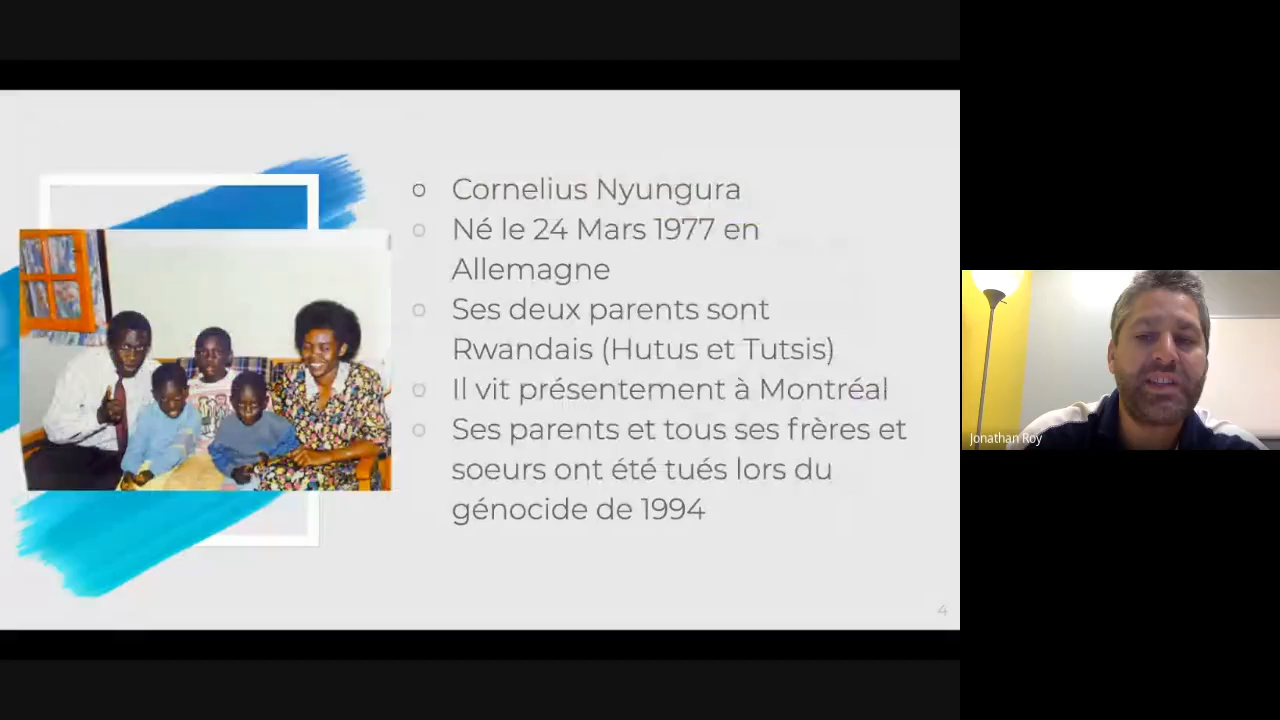 Cornelius Nyungura
Né le 24 Mars 1977 en
Allemagne
Ses deux parents sont
Rwandais (Hutus et Tutsis)
Il vit présentement à Montréal
Ses parents et tous ses frères et
soeurs ont été tués lors du
génocide de 1994
4
Jonathan Roy